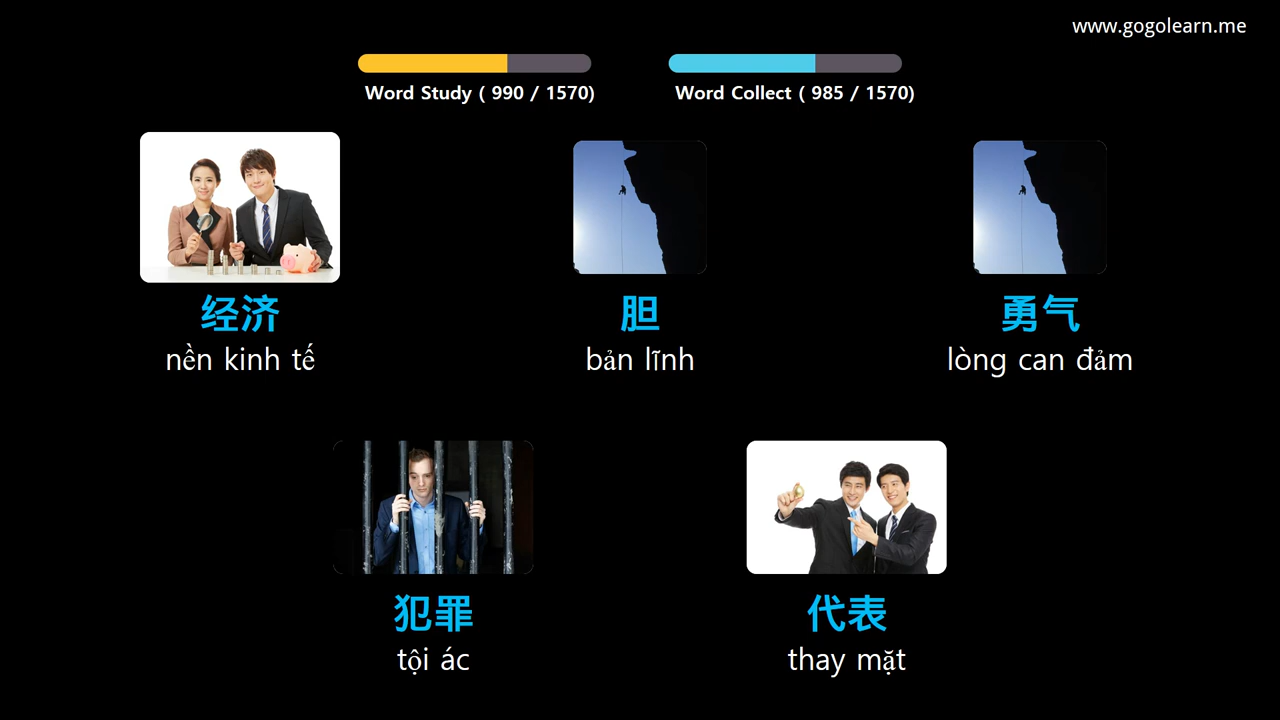 www.gogolearn.me
Word Study ( 990 / 1570)
Word Collect ( 985 / 1570)
经济
nền kinh tế
胆
bản lĩnh
勇气
lòng can đảm
犯罪
tội ác
代表
thay mặt